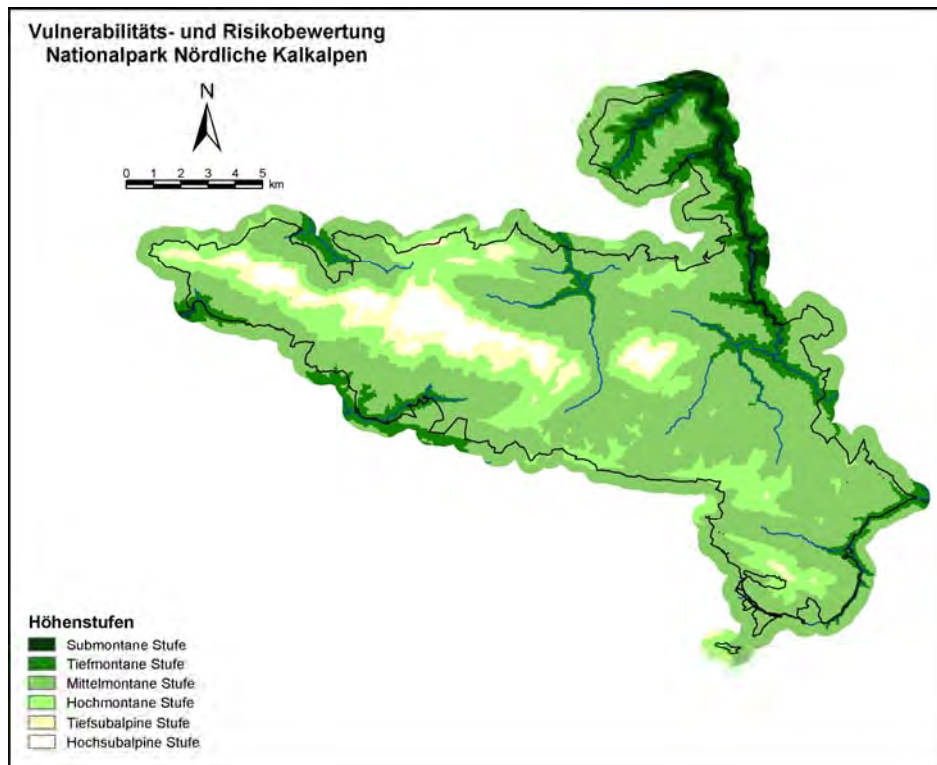 Vulnerabilitäts- und Risikobewertung
Nationalpark Nördliche Kalkalpen
N
0 1 2 3 4 5
km
Höhenstufen
Submontane Stufe
Tiefmontane Stufe
Mittelmontane Stufe
Hochmontane Stufe
Tiefsubalpine Stufe
Hochsubalpine Stufe